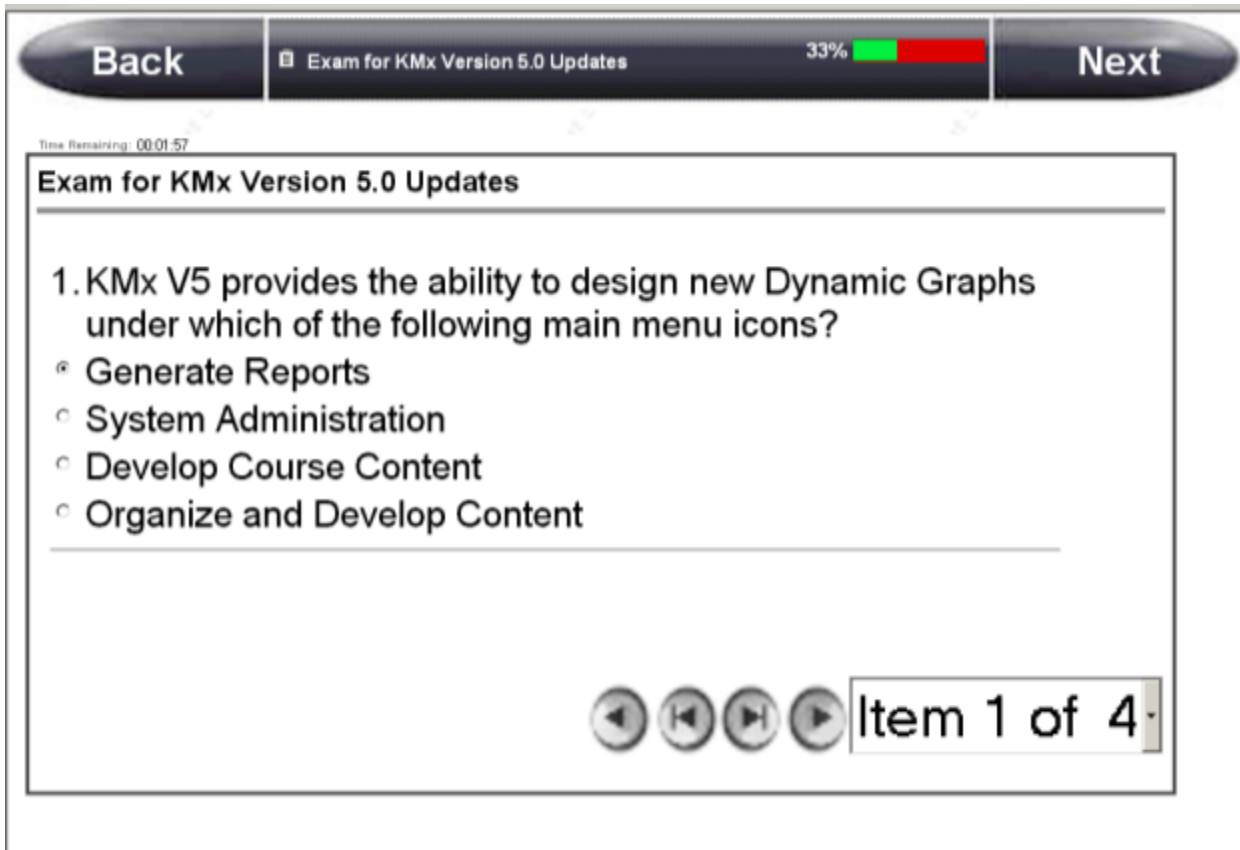 Back
Exam for KMx Version 5.0 Updates
33%
Next
Time Remaining: 00:01:57
Exam for KMx Version 5.0 Updates
1. KMx V5 provides the ability to design new Dynamic Graphs
under which of the following main menu icons?
Generate Reports
System Administration
Develop Course Content
Organize and Develop Content
Item 1 of 4